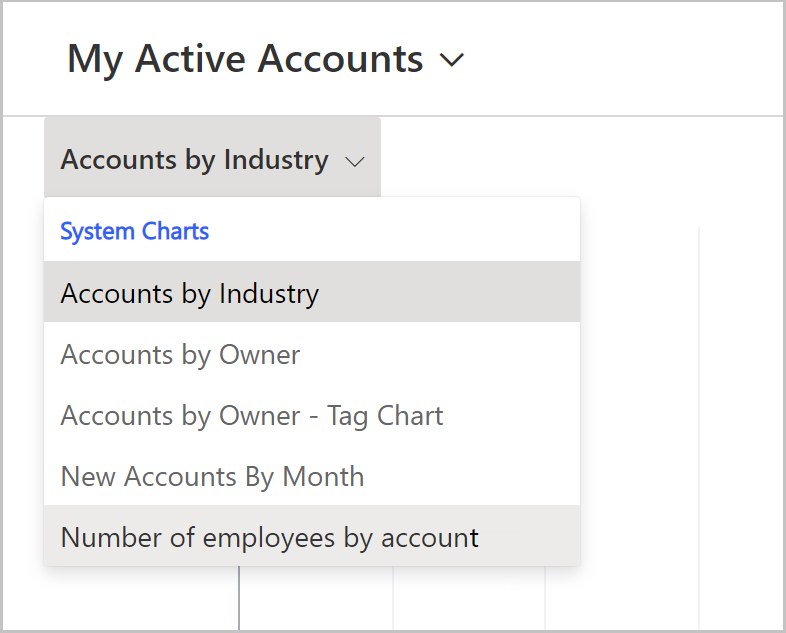 My Active Accounts
Accounts by Industry
System Charts
Accounts by Industry
Accounts by Owner
Accounts by Owner - Tag Chart
New Accounts By Month
Number of employees by account